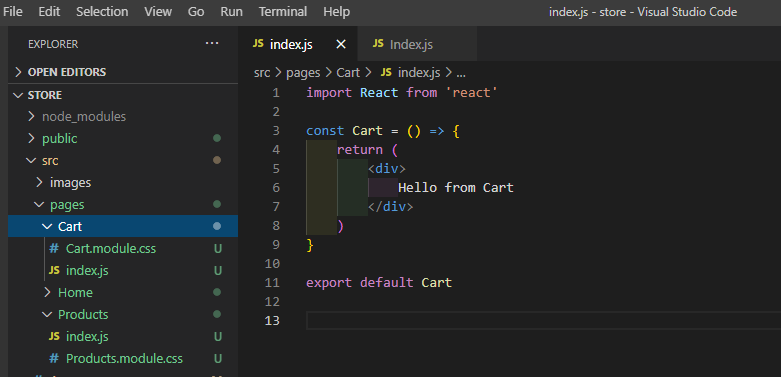 File Edit Selection View Go Run Terminal Help index.js - store - Visual Studio Code
EXPLORER
OPEN EDITORS
STORE
node_modules
public
src
images
pages
Cart
Cart.module.css U
JS index.js U
Home
Products
JS index.js U
Products.module.css U
JS index.js JS Index.js
src > pages > Cart > JS index.js > ...
1 import React from 'react'
2
3 const Cart = () => {
4 return (
5 <div>
6 Hello from Cart
7 </div>
8 )
9 }
10
11 export default Cart
12
13